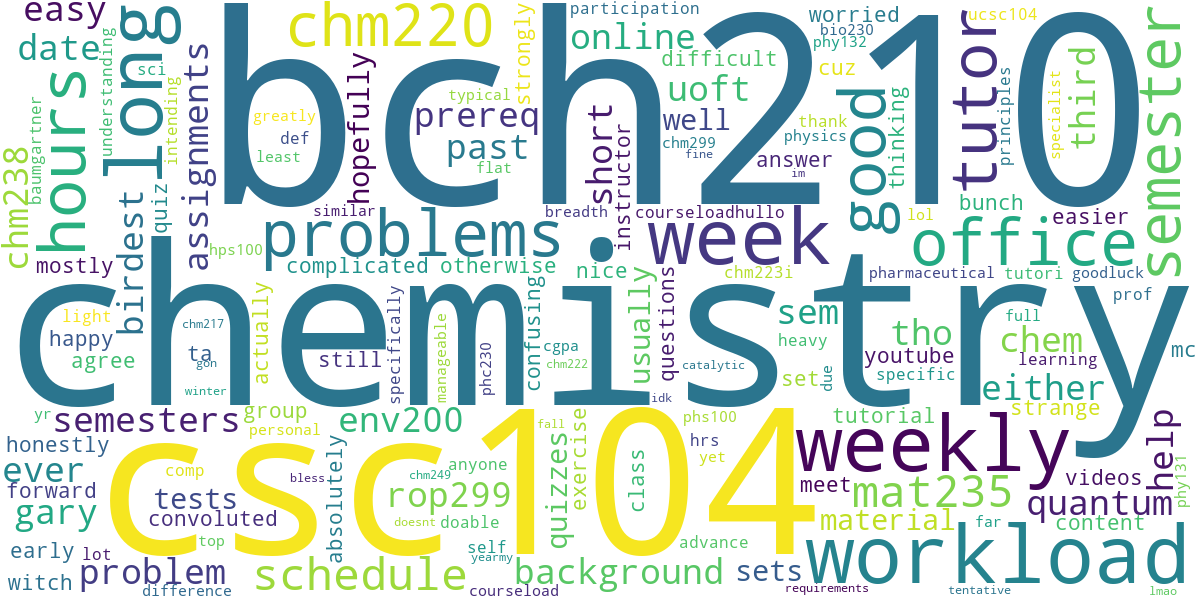 easy
long
bch210
chm220
participation
worried
ucsc104
bio230
phy132
date
sci
online
difficult
cuz
tutor
semester
hours
understanding
intending
assignments
hopefully
strongly
uoft
good
third
specialist
typical
prereq
greatly
def
least
past
well
chm299
fine
thank
physics
answer
im
thinking
principles
flat
short
instructor
baumgartner
chm238
birdest
quiz
similar
breadth
courseloadhullo
lol
bunch
easier
hps100
problems
week
office
mostly
complicated
otherwise
nice
chm223i
pharmaceutical
tutori
goodluck
chemistry
light
happy
agree
chm217
ta
gon
winter
actually
still
specifically
manageable
phc230
confusing
cgpa
chm222
usually
questions
catalytic
idk
sem
heavy
set
due
tho
youtube
specific
chem
full
learning
prof
mc
either
strange
yr
semesters
group
personal
env200
csc104
phs100
hrs
yet
tutorial
weekly
help
honestly
ever
forward
gary
early
witch
comp
tests
convoluted
lot
top
problem
difference
bless
absolutely
schedule
chm249
anyone
rop299
doesnt
doable
self
yearmy
courseload
fall
exercise
quizzes
class
background
advance
sets
meet
mat235
material
far
videos
quantum
content
phy131
workload
requirements
tentative
lmao